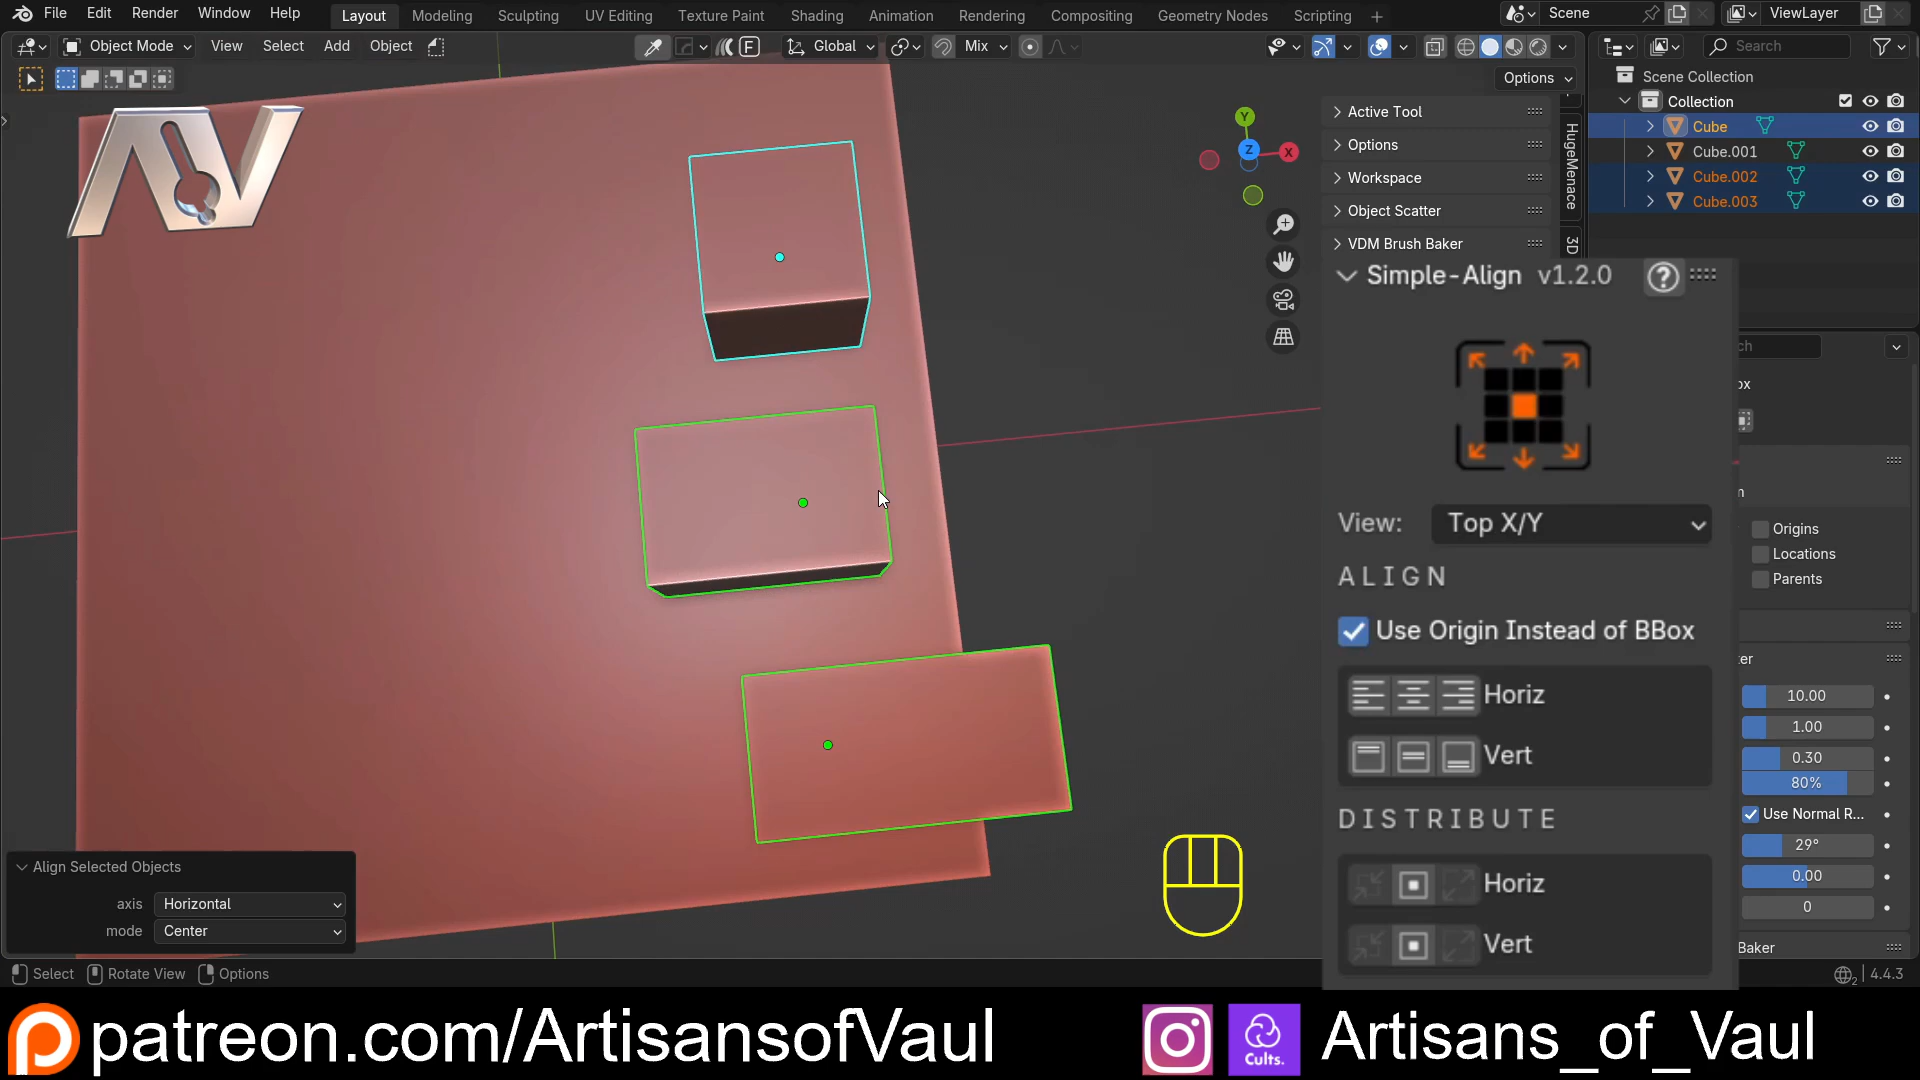 File Edit Render Window Help Layout Modeling Sculpting UV Editing Texture Paint Shading Animation Rendering Compositing Geometry Nodes Scripting + Scene ViewLayer
Object Mode View Select Add Object F Global Mix Search
Options
Scene Collection
Collection
Cube
Cube.001
Cube.002
Cube.003
Y
Z
X
AV
Active Tool
Options
Workspace
Object Scatter
VDM Brush Baker
HugeMenace
3D
Simple-Align v1.2.0 ?
View: Top X/Y
ALIGN
Use Origin Instead of BBox
Horiz
Vert
DISTRIBUTE
Horiz
Vert
ch
ox
n
Origins
Locations
Parents
ter
10.00
1.00
0.30
80%
Use Normal R...
29°
0.00
0
Baker
Align Selected Objects
axis Horizontal
mode Center
Select Rotate View Options
2 4.4.3
patreon.com/ArtisansofVaul
Cults.
Artisans_of_Vaul